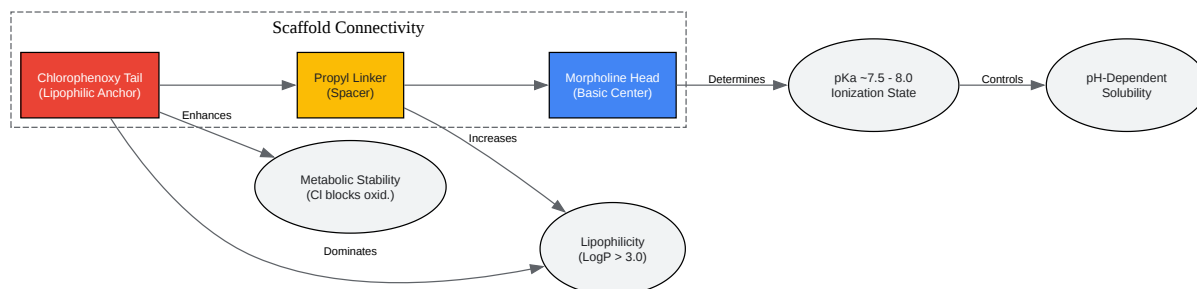 Scaffold Connectivity
Chlorophenoxy Tail
(Lipophilic Anchor)
Propyl Linker
(Spacer)
Morpholine Head
(Basic Center)
Determines
pKa ~7.5 - 8.0
Ionization State
Controls
pH-Dependent
Solubility
Enhances
Increases
Metabolic Stability
(Cl blocks oxid.)
Dominates
Lipophilicity
(LogP > 3.0)